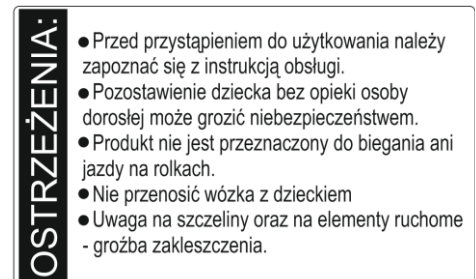 OSTRZEŻENIA:
● Przed przystąpieniem do użytkowania należy
zapoznać się z instrukcją obsługi.
● Pozostawienie dziecka bez opieki osoby
dorosłej może grozić niebezpieczeństwem.
● Produkt nie jest przeznaczony do biegania ani
jazdy na rolkach.
● Nie przenosić wózka z dzieckiem
● Uwaga na szczeliny oraz na elementy ruchome
- groźba zakleszczenia.